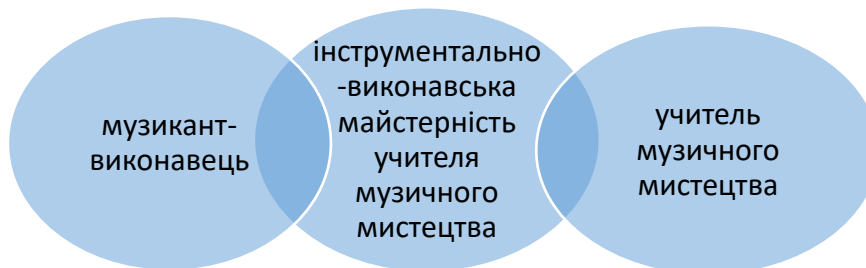 музикант-
виконавець
інструментально
-виконавська
майстерність
учителя
музичного
мистецтва
учитель
музичного
мистецтва